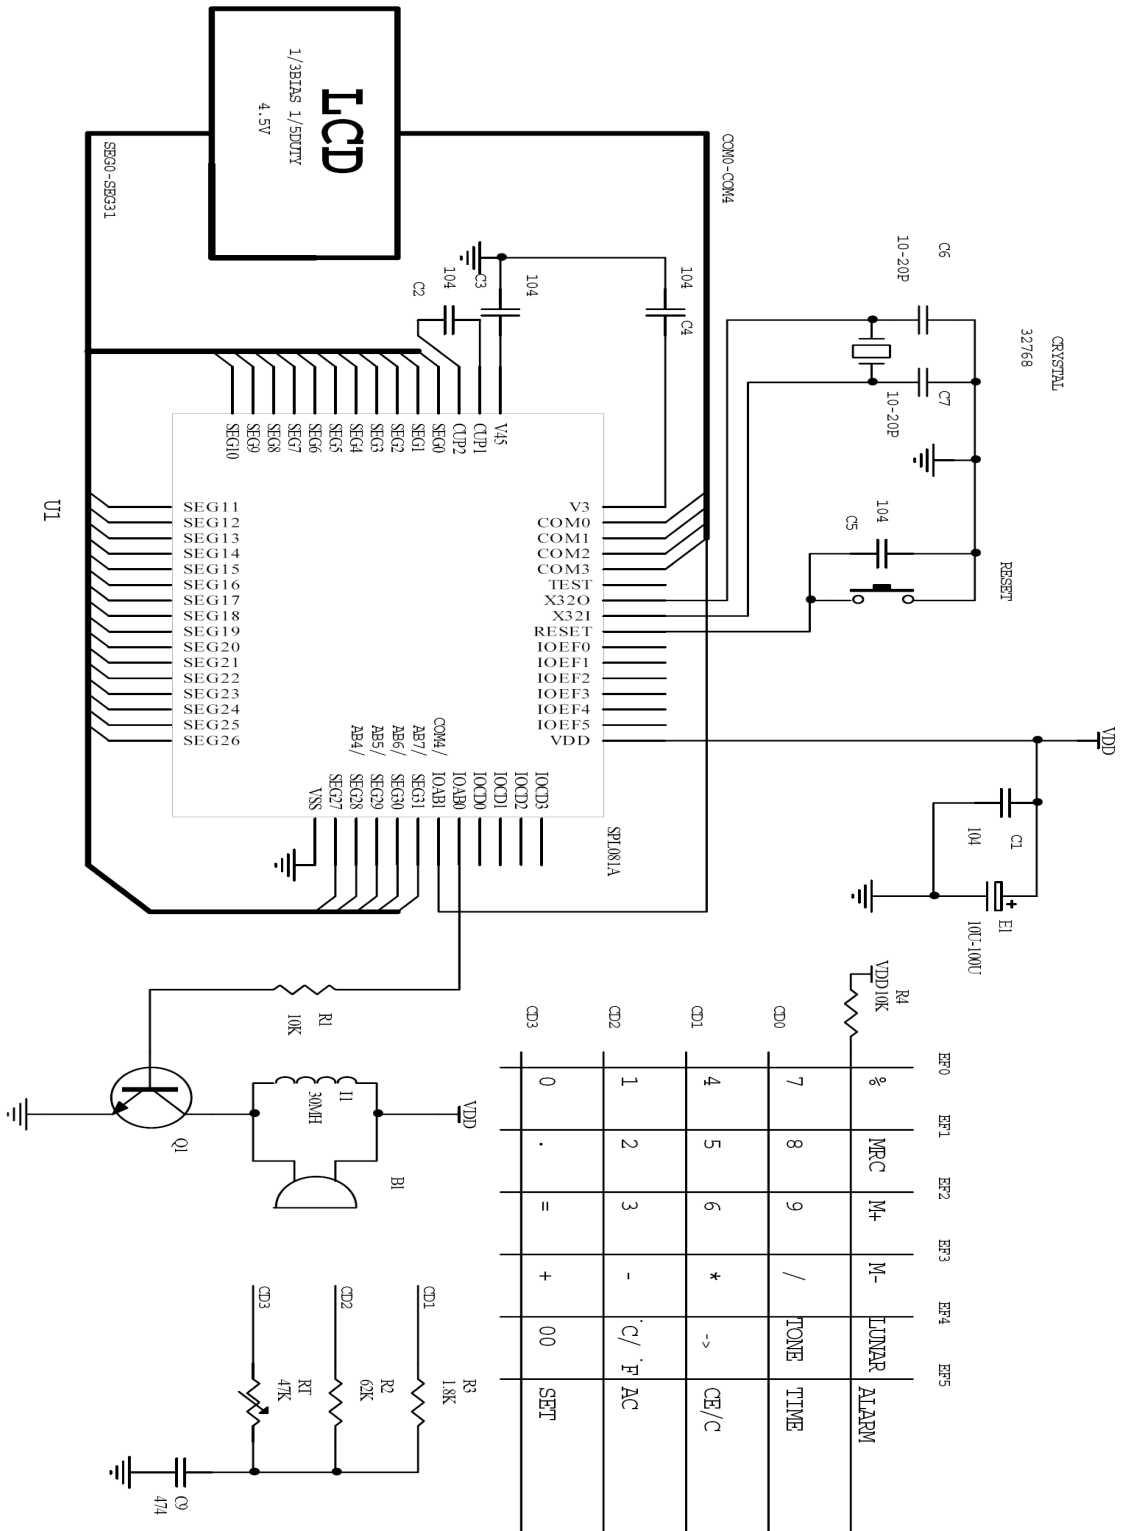 LCD
1/3BIAS 1/5DUTY
4.5V
SEG0-SEG31
COM0-COM4
C6
10-20P
CRYSTAL
32768
C7
10-20P
104
C4
104
C3
104
C2
104
C5
RESET
VDD
C1
104
E1
10U-100U
+
U1
SPL081A
V45
CUP1
CUP2
SEG0
SEG1
SEG2
SEG3
SEG4
SEG5
SEG6
SEG7
SEG8
SEG9
SEG10
SEG11
SEG12
SEG13
SEG14
SEG15
SEG16
SEG17
SEG18
SEG19
SEG20
SEG21
SEG22
SEG23
SEG24
SEG25
SEG26
V3
COM0
COM1
COM2
COM3
TEST
X32O
X32I
RESET
IOEF0
IOEF1
IOEF2
IOEF3
IOEF4
IOEF5
VDD
IOCD3
IOCD2
IOCD1
IOCD0
IOAB0
COM4/ IOAB1
AB7/ SEG31
AB6/ SEG30
AB5/ SEG29
AB4/ SEG28
SEG27
VSS
R1
10K
Q1
I1
30MH
VDD
B1
R4
VDD10K
EF0 EF1 EF2 EF3 EF4 EF5
% MRC M+ M- LUNAR ALARM
CD0 7 8 9 / TONE TIME
CD1 4 5 6 * -> CE/C
CD2 1 2 3 - °C/ °F AC
CD3 0 . = + 00 SET
CD1
R3
1.8K
CD2
R2
62K
CD3
RT
47K
C9
474